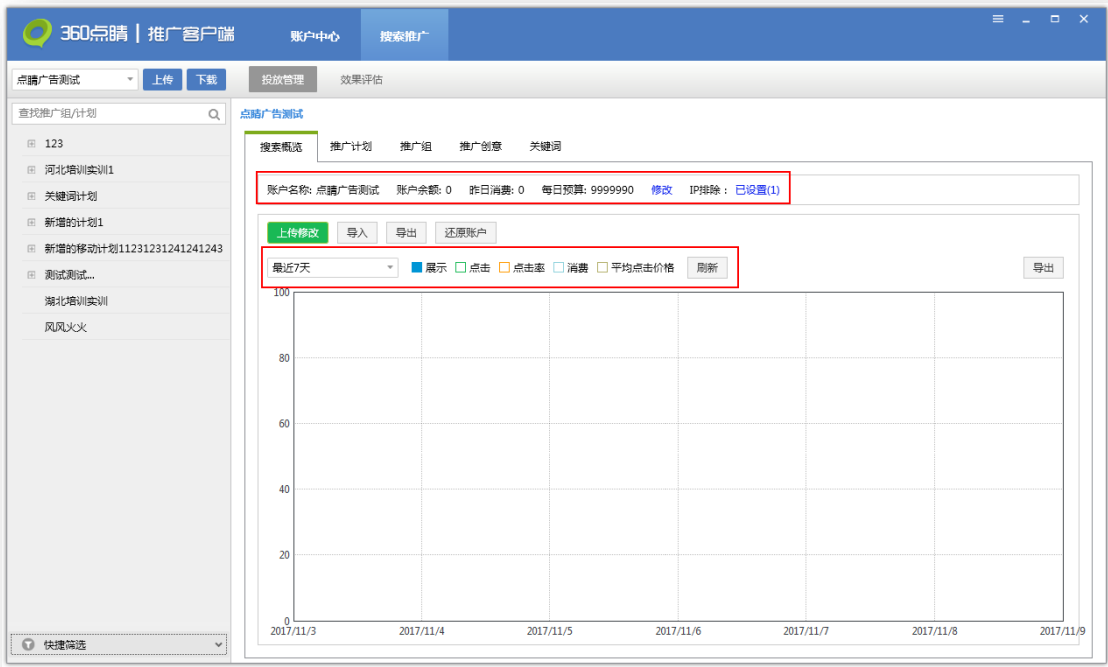 360点睛 | 推广客户端 账户中心 搜索推广
点睛广告测试 上传 下载 投放管理 效果评估
查找推广组/计划
点睛广告测试
123
河北培训实训1
关键词计划
新增的计划1
新增的移动计划11231231241241243
测试测试...
湖北培训实训
风风火火
快捷筛选
搜索概览 推广计划 推广组 推广创意 关键词
账户名称: 点睛广告测试 账户余额: 0 昨日消费: 0 每日预算: 9999990 修改 IP排除： 已设置(1)
上传修改 导入 导出 还原账户
最近7天 展示 点击 点击率 消费 平均点击价格 刷新 导出
100
80
60
40
20
0
2017/11/3 2017/11/4 2017/11/5 2017/11/6 2017/11/7 2017/11/8 2017/11/9